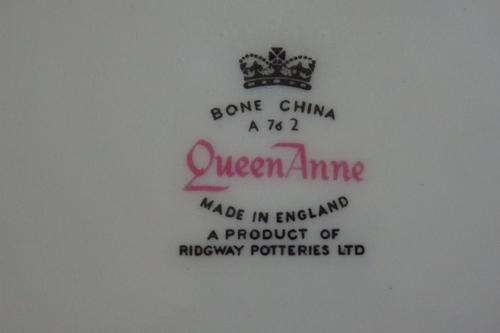 BONE CHINA
A 762
Queen Anne
MADE IN ENGLAND
A PRODUCT OF
RIDGWAY POTTERIES LTD